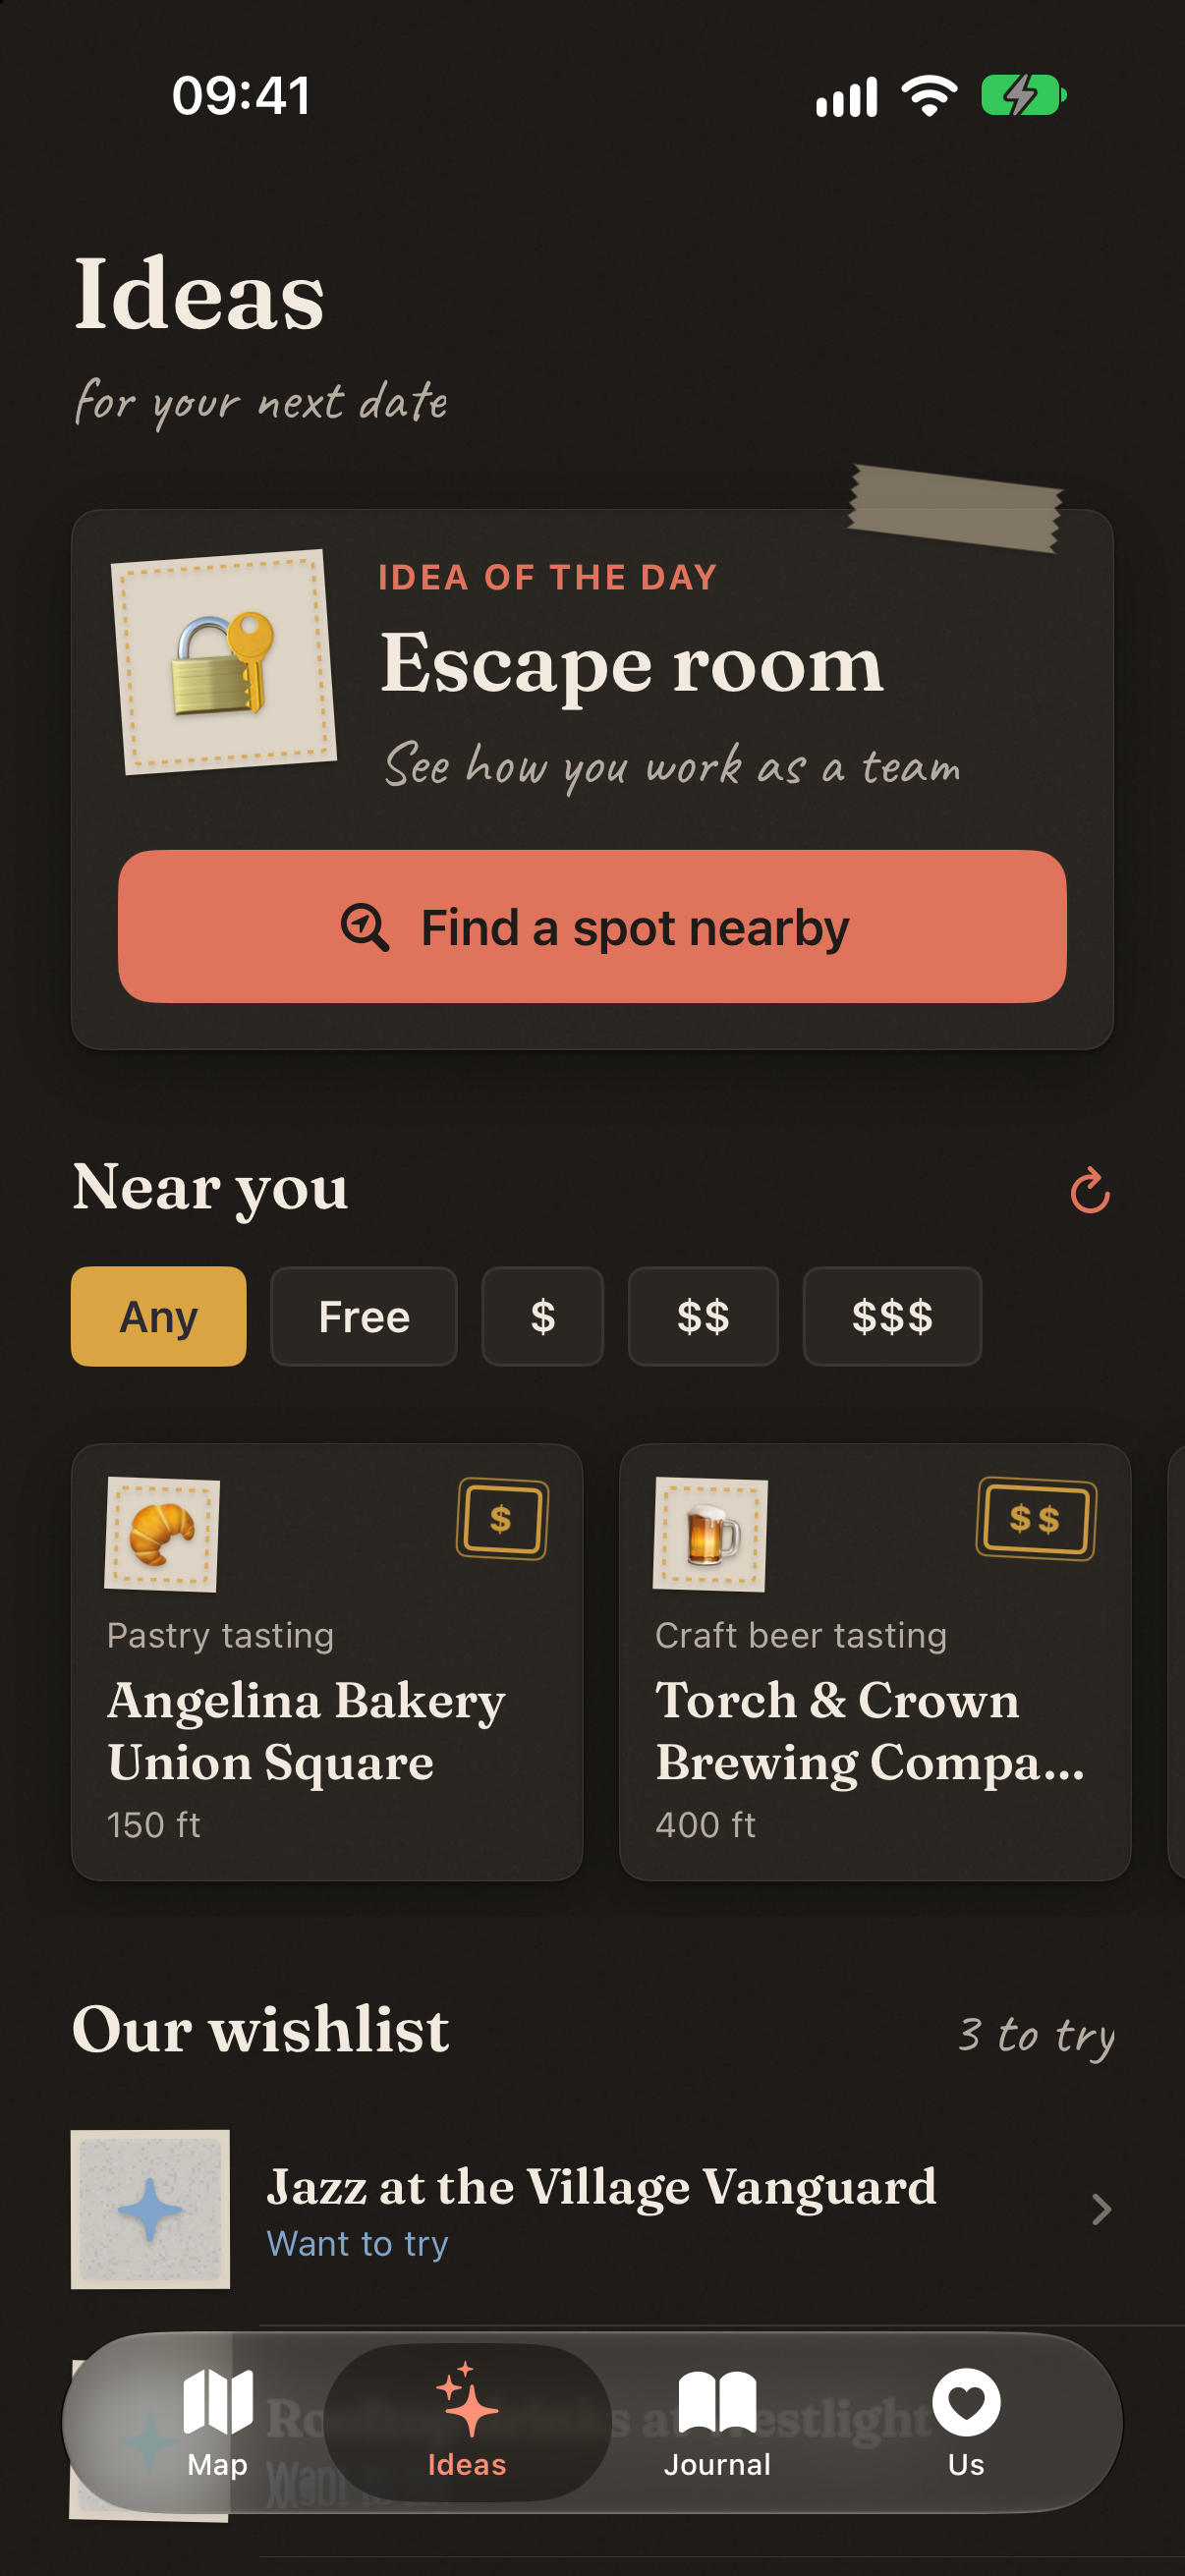 09:41
Ideas
for your next date
IDEA OF THE DAY
Escape room
See how you work as a team
Find a spot nearby
Near you
Any Free $ $$ $$$
$
Pastry tasting
Angelina Bakery
Union Square
150 ft
$$
Craft beer tasting
Torch & Crown
Brewing Compa...
400 ft
Our wishlist
3 to try
Jazz at the Village Vanguard
Want to try
Map Ideas Journal Us